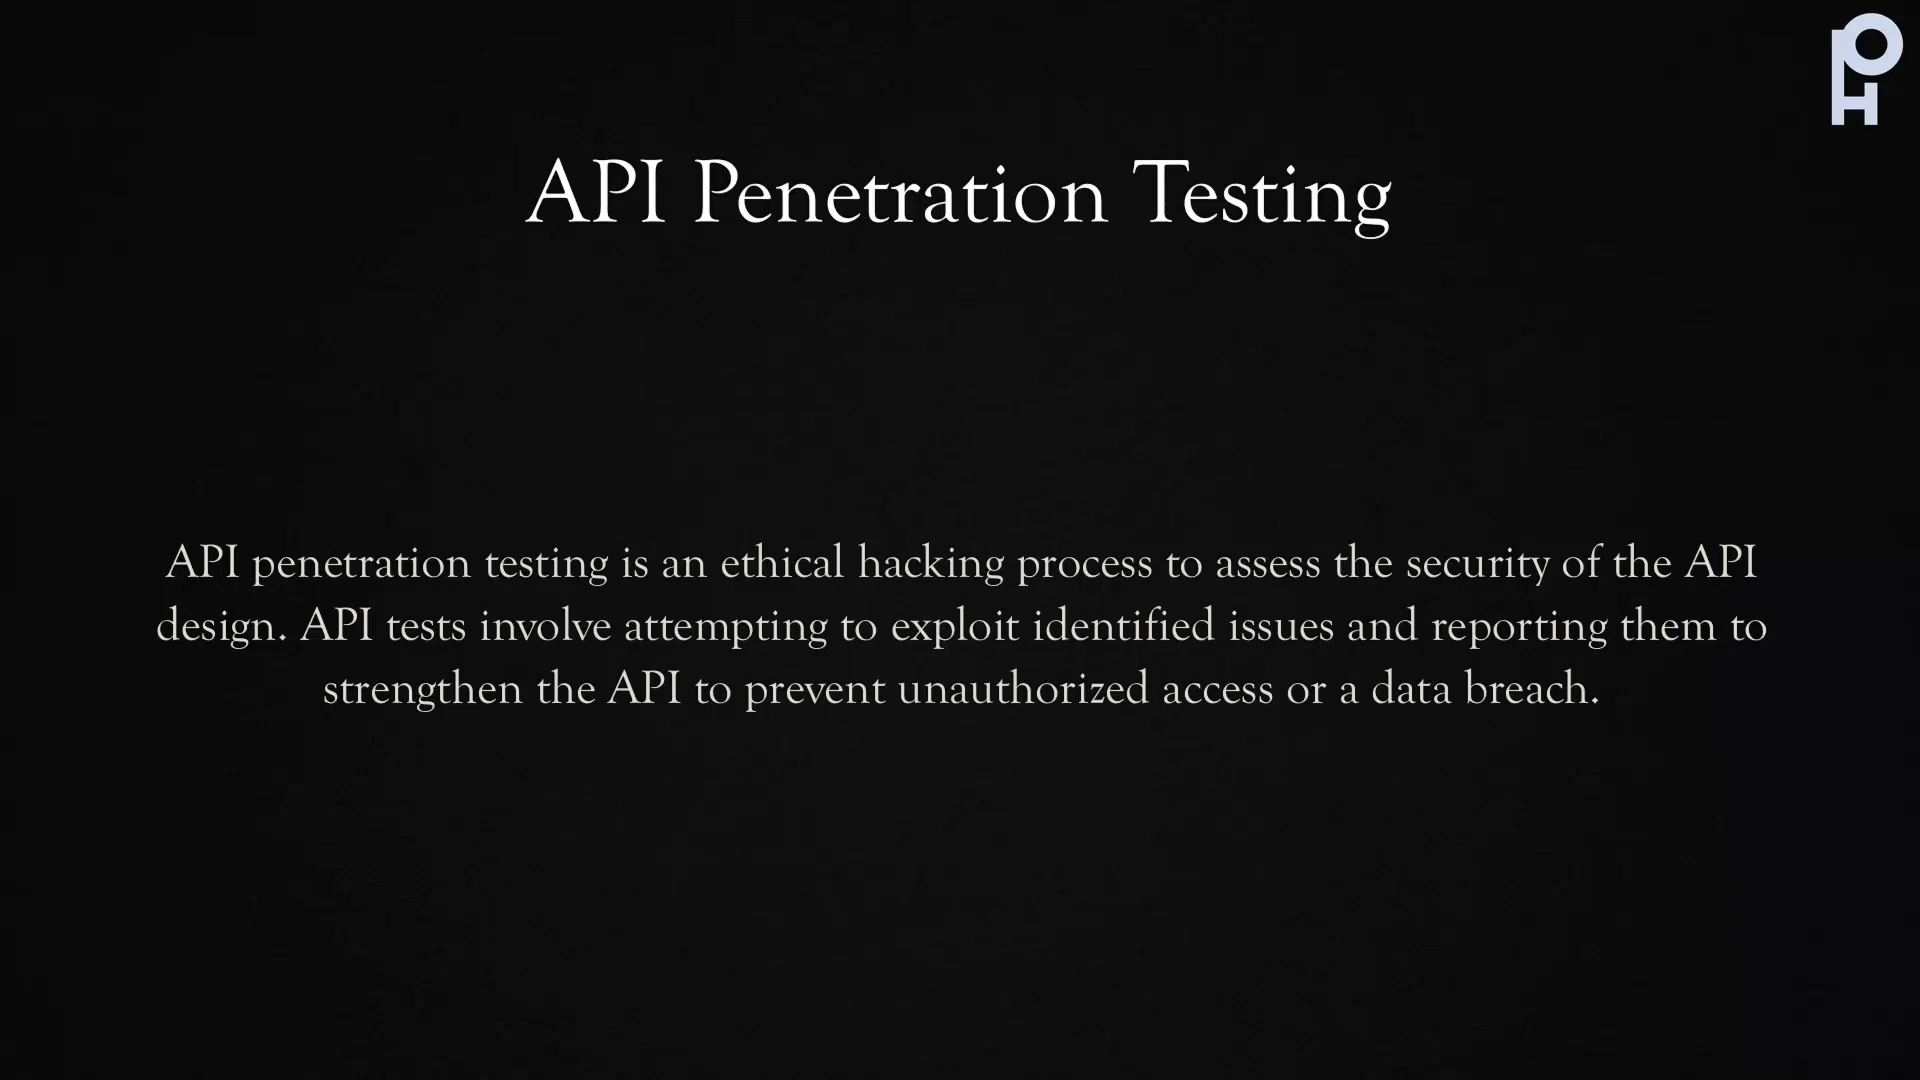 API Penetration Testing
API penetration testing is an ethical hacking process to assess the security of the API
design. API tests involve attempting to exploit identified issues and reporting them to
strengthen the API to prevent unauthorized access or a data breach.